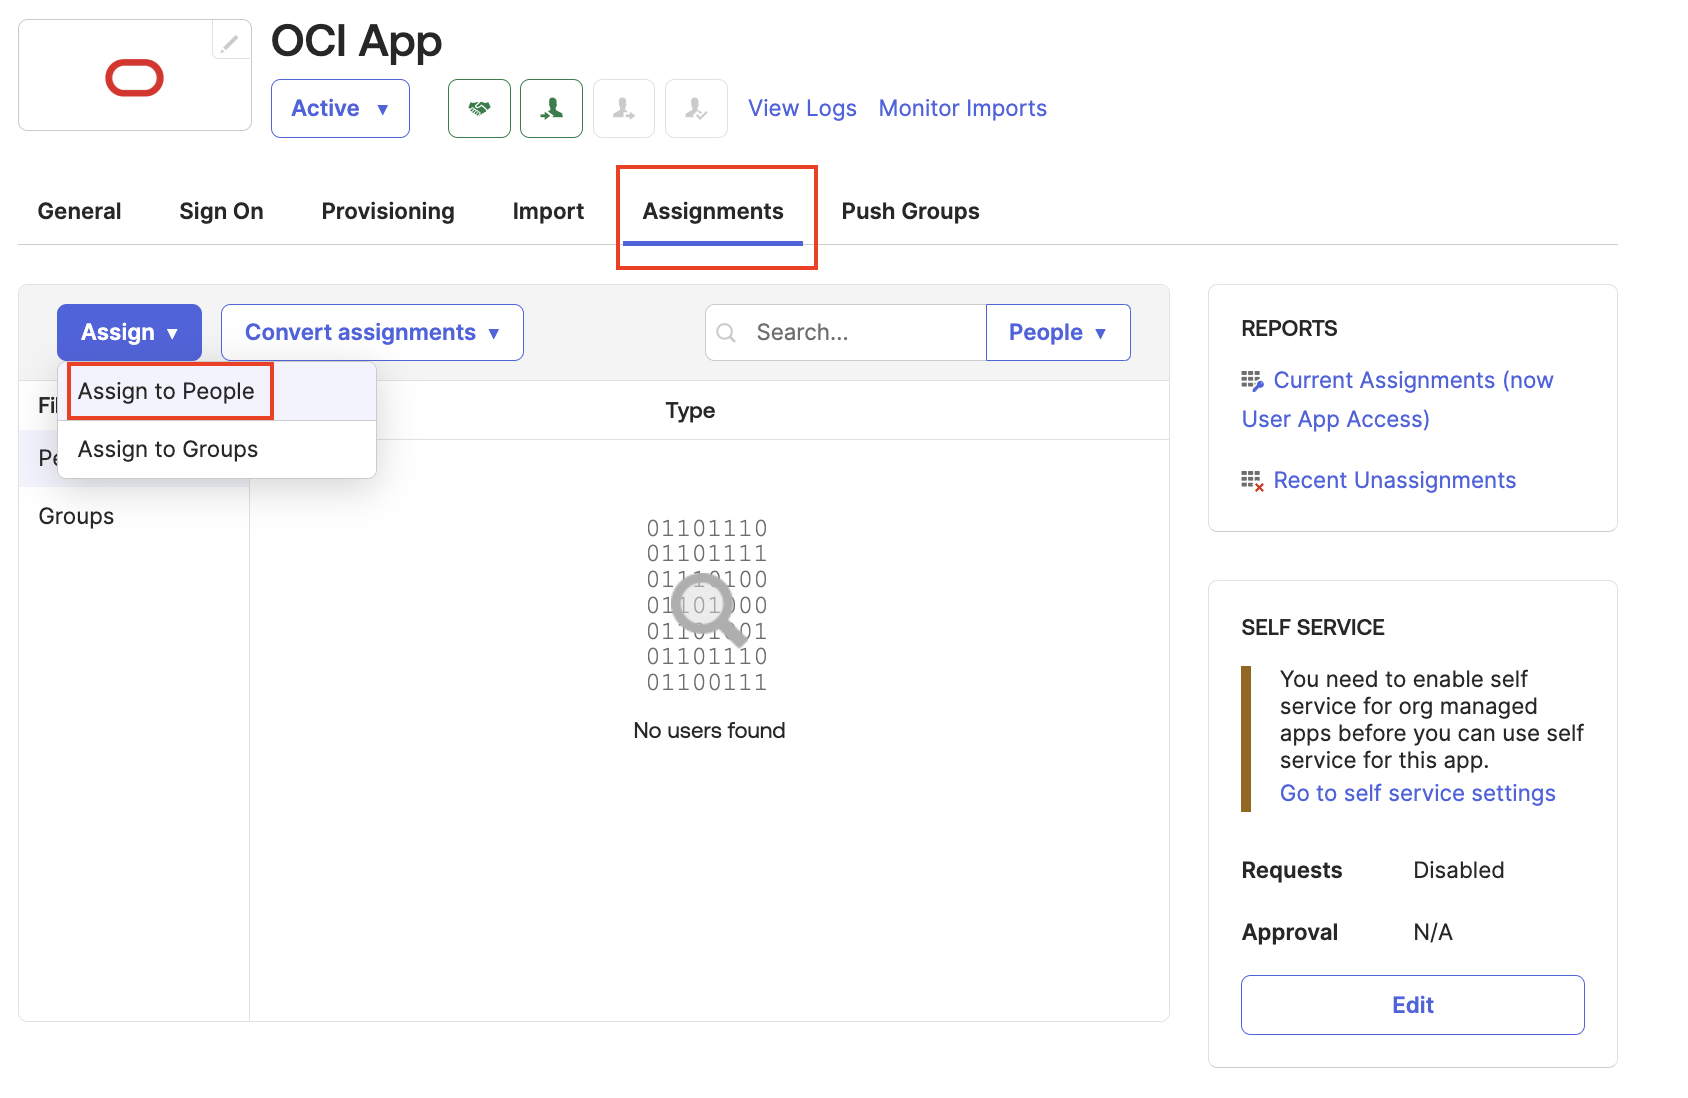 OCI App
Active ▼
View Logs
Monitor Imports
General
Sign On
Provisioning
Import
Assignments
Push Groups
Assign ▼
Convert assignments ▼
Search...
People ▼
Assign to People
Assign to Groups
Type
Groups
01101110
01101111
01110100
01101000
01101001
01101110
01100111
No users found
REPORTS
Current Assignments (now
User App Access)
Recent Unassignments
SELF SERVICE
You need to enable self
service for org managed
apps before you can use self
service for this app.
Go to self service settings
Requests Disabled
Approval N/A
Edit